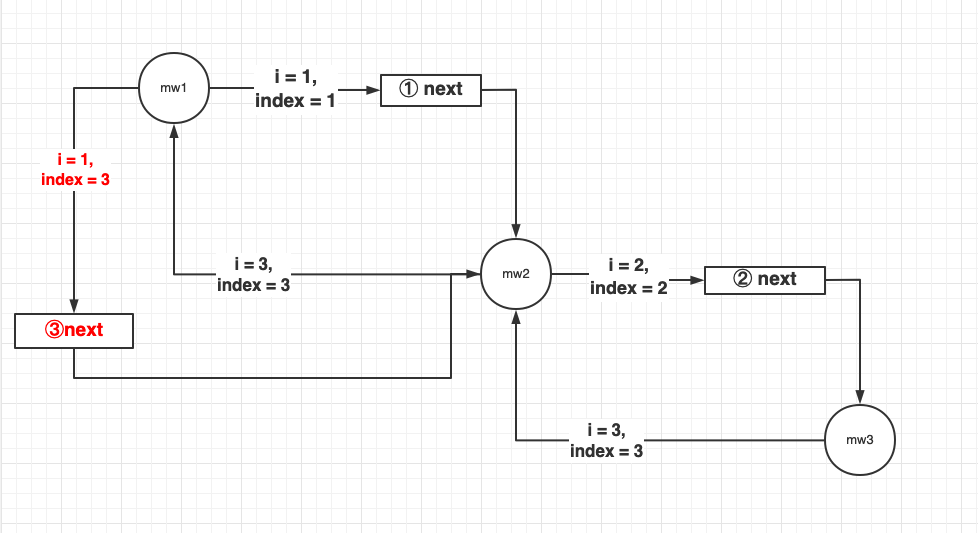 mw1
i = 1,
index = 1
① next
i = 1,
index = 3
i = 3,
index = 3
mw2
i = 2,
index = 2
② next
③next
i = 3,
index = 3
mw3